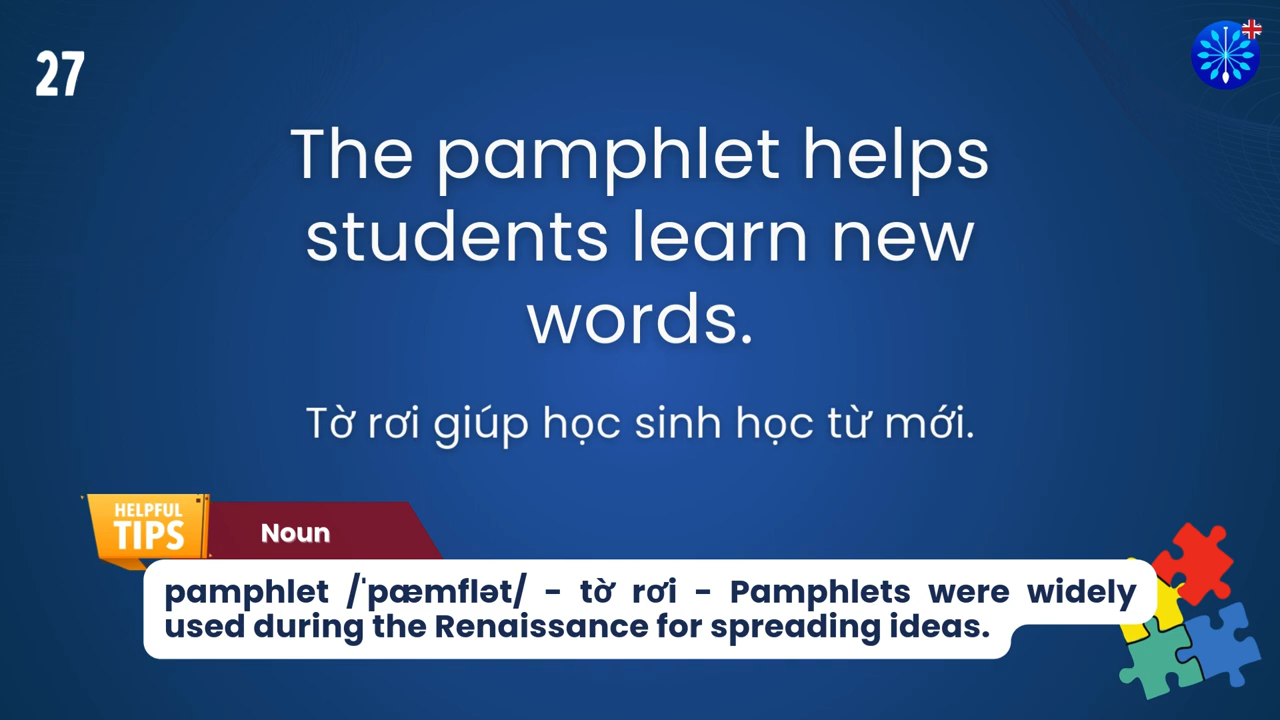 27
The pamphlet helps
students learn new
words.
Tờ rơi giúp học sinh học từ mới.
HELPFUL
TIPS
Noun
pamphlet /ˈpæmflət/ - tờ rơi - Pamphlets were widely
used during the Renaissance for spreading ideas.